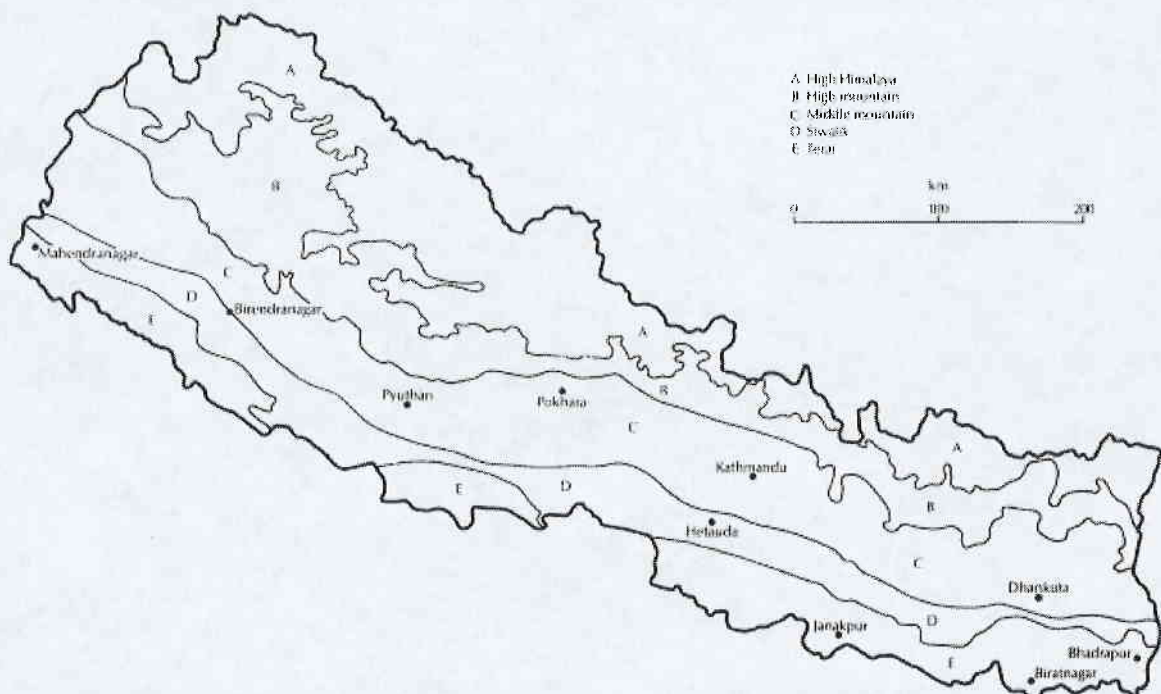 A
A High Himalaya
B High mountain
C Middle mountain
D Siwalik
E Terai
km
0 100 200
B
Mahendranagar
C
D
Birendranagar
E
A
Pyuthan
Pokhara
B
C
A
Kathmandu
E
D
B
Hetauda
C
Dhankuta
D
Janakpur
E
Bhadrapur
Biratnagar